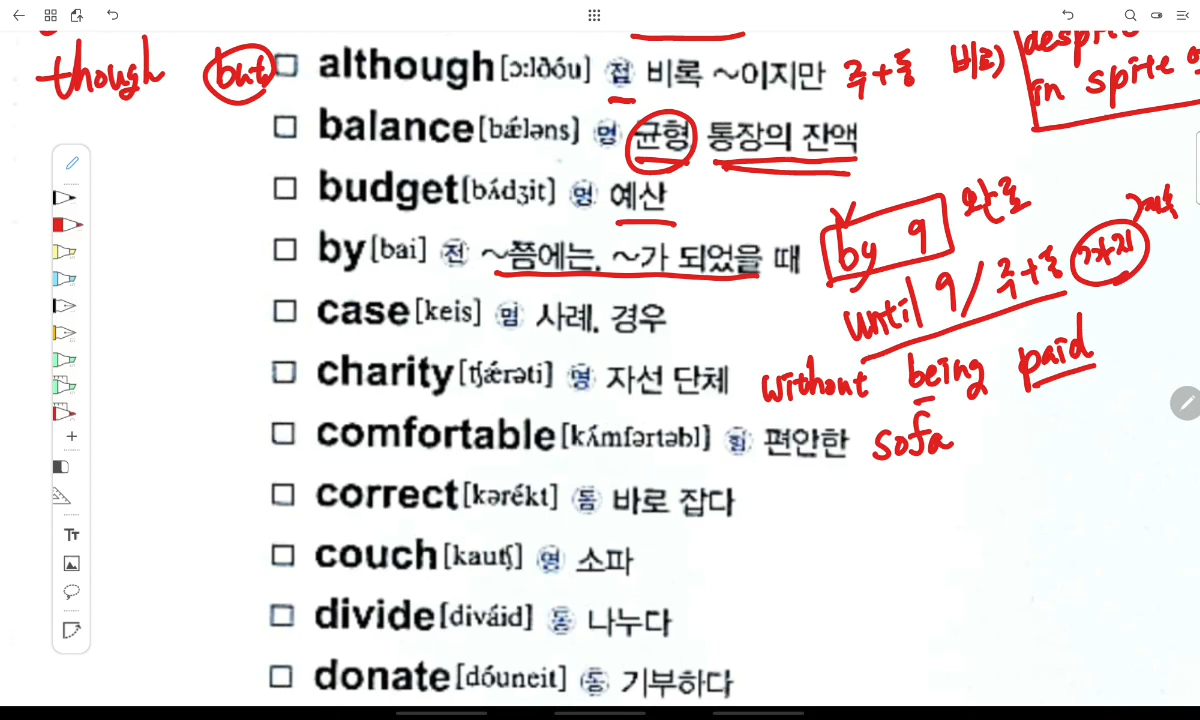 though but □ although [ɔːlðóu] 접 비록 ~이지만 주+동 비교)
despite
in spite of
□ balance [bǽləns] 명 균형 통장의 잔액
□ budget [bʌ́dʒit] 명 예산
by 9 완료
□ by [bai] 전 ~쯤에는, ~가 되었을 때
until 9 / 주+동 까지
□ case [keis] 명 사례, 경우
□ charity [tʃǽrəti] 명 자선 단체 without being paid
□ comfortable [kʌ́mfərtəbl] 형 편안한 sofa
□ correct [kərékt] 동 바로 잡다
□ couch [kautʃ] 명 소파
□ divide [diváid] 동 나누다
□ donate [dóuneit] 동 기부하다
Tт